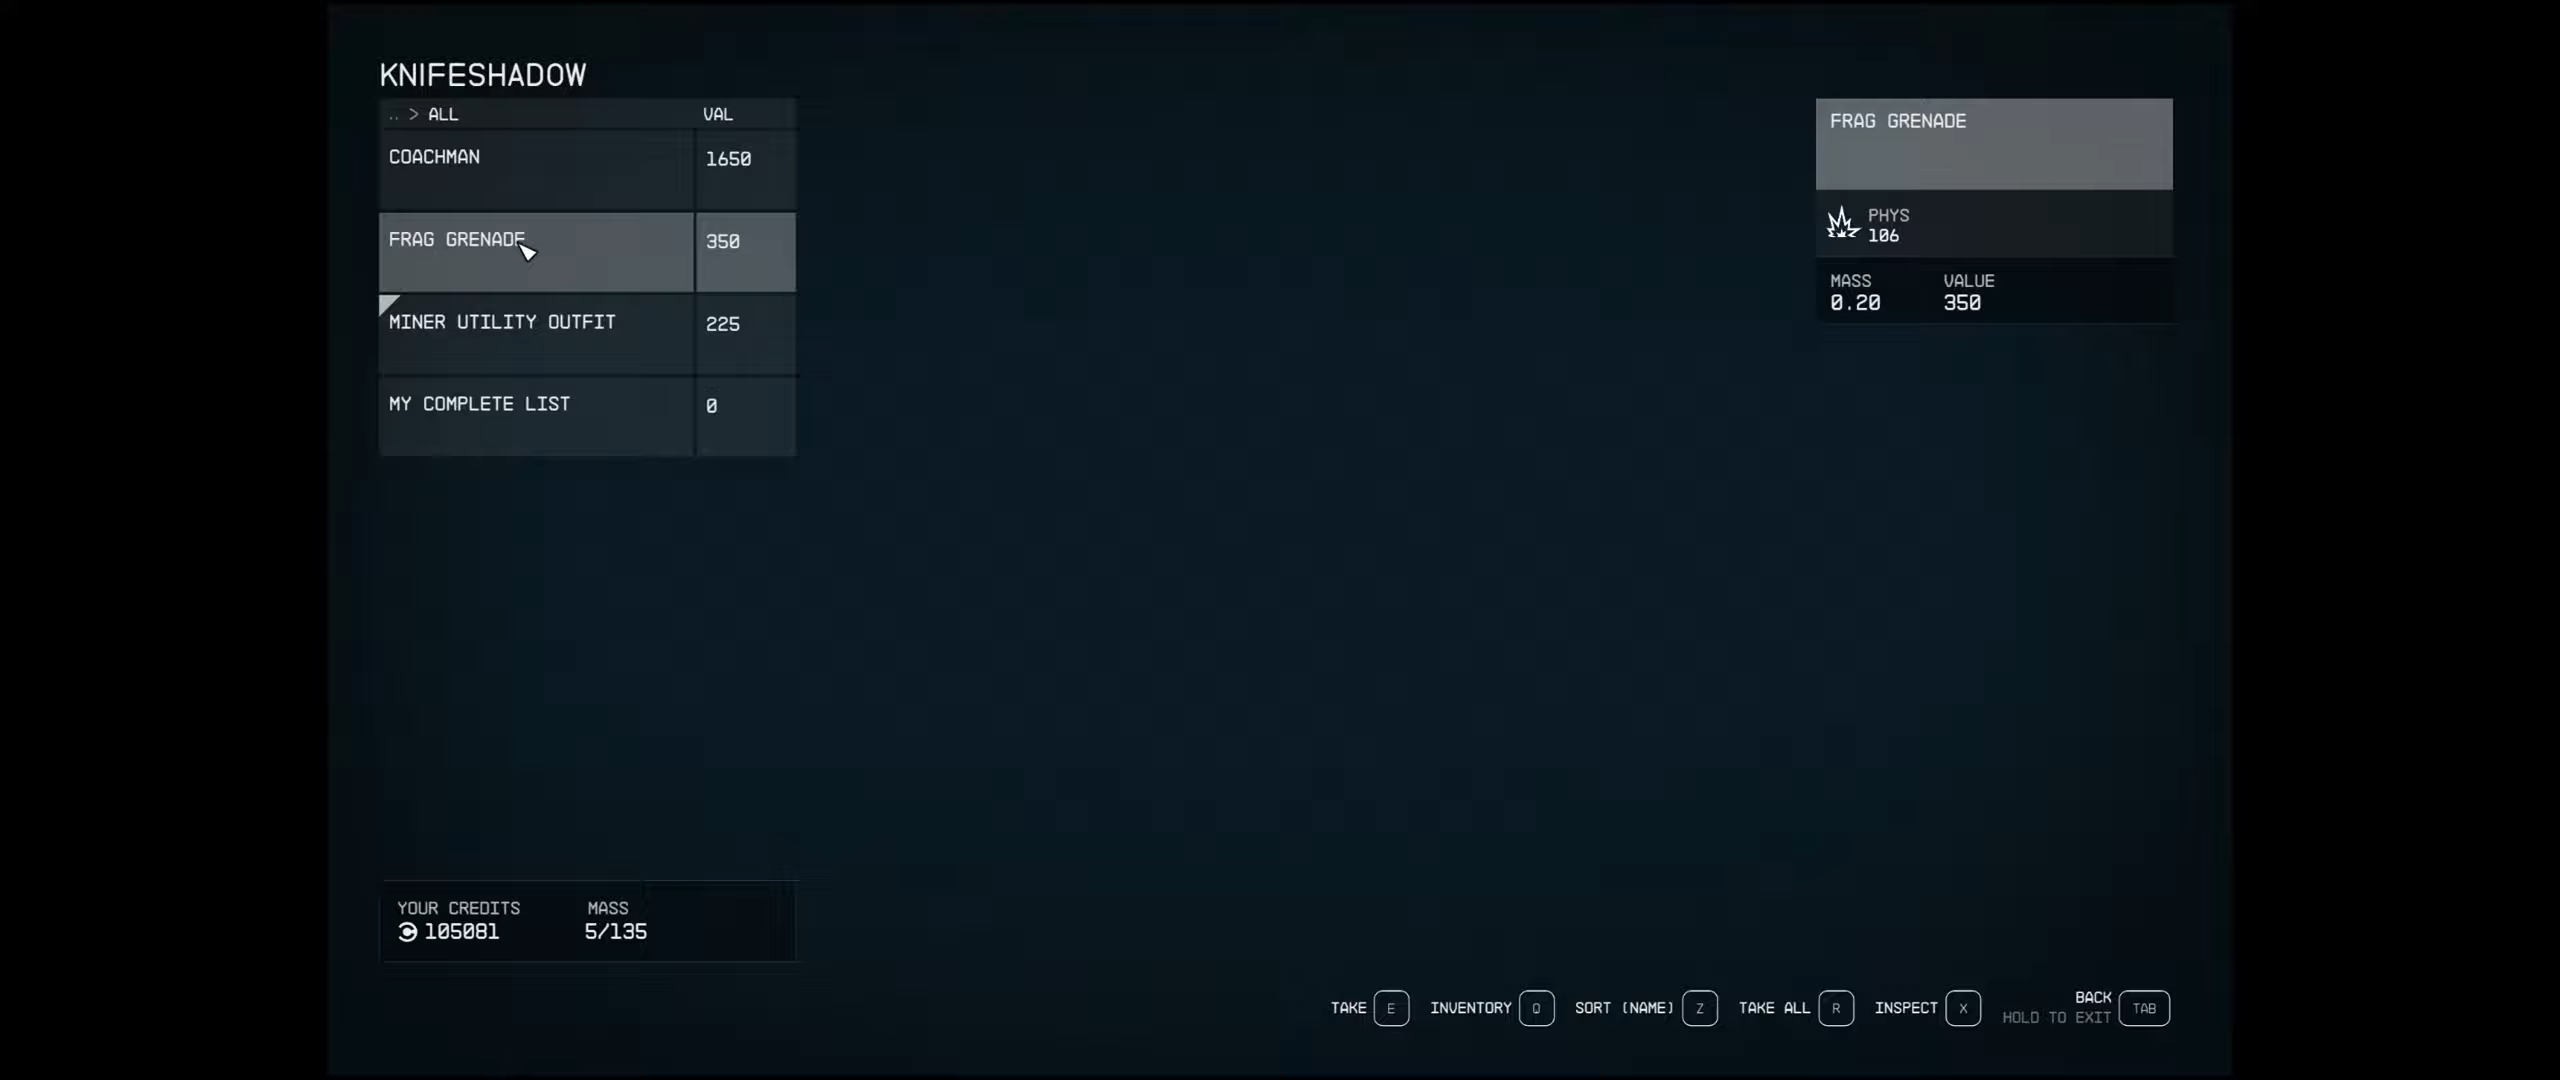 KNIFESHADOW
.. > ALL VAL
COACHMAN 1650
FRAG GRENADE 350
MINER UTILITY OUTFIT 225
MY COMPLETE LIST 0
FRAG GRENADE
PHYS
106
MASS VALUE
0.20 350
YOUR CREDITS MASS
105081 5/135
TAKE E INVENTORY Q SORT (NAME) Z TAKE ALL R INSPECT X BACK TAB
HOLD TO EXIT